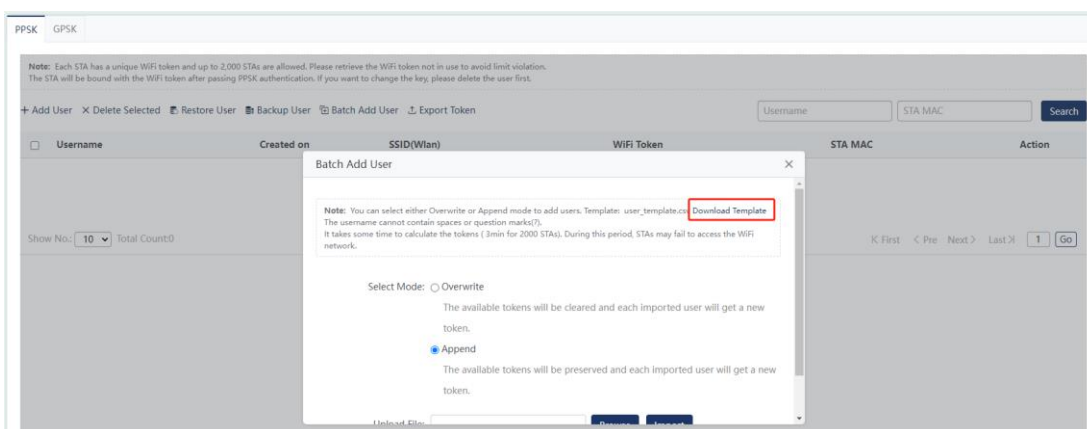 PPSK GPSK
Note: Each STA has a unique WiFi token and up to 2,000 STAs are allowed. Please retrieve the WiFi token not in use to avoid limit violation.
The STA will be bound with the WiFi token after passing PPSK authentication. If you want to change the key, please delete the user first.
+ Add User × Delete Selected Restore User Backup User Batch Add User Export Token Username STA MAC Search
Username Created on SSID(Wlan) WiFi Token STA MAC Action
Batch Add User ×
Note: You can select either Overwrite or Append mode to add users. Template: user_template.cs Download Template
The username cannot contain spaces or question marks(?).
It takes some time to calculate the tokens ( 3min for 2000 STAs). During this period, STAs may fail to access the WiFi
network.
Show No.: 10 Total Count:0 First < Pre Next > Last 1 Go
Select Mode: Overwrite
The available tokens will be cleared and each imported user will get a new
token.
Append
The available tokens will be preserved and each imported user will get a new
token.
Upload File: Browse Import